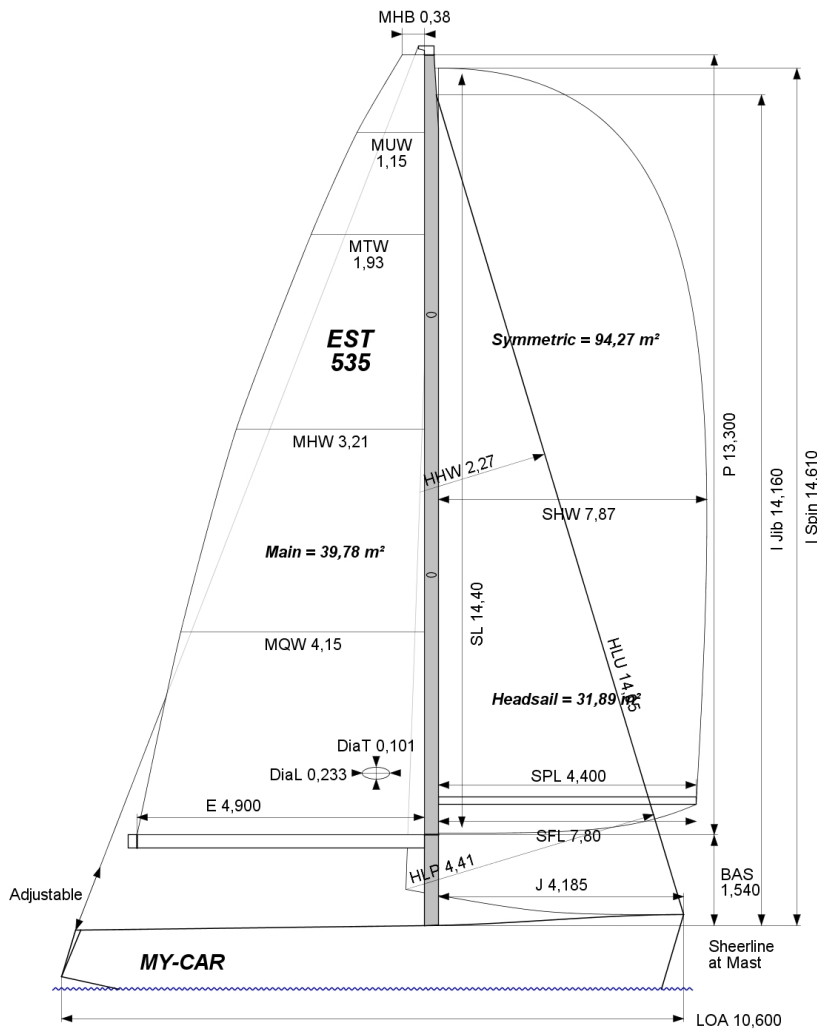 MHB 0,38
MUW
1,15
MTW
1,93
EST
535
Symmetric = 94,27 m²
P 13,300
I Jib 14,160
I Spin 14,610
MHW 3,21
HHW 2,27
SHW 7,87
Main = 39,78 m²
SL 14,40
MQW 4,15
HLU
Headsail = 31,89 m²
DiaT 0,101
DiaL 0,233
SPL 4,400
E 4,900
SFL 7,80
HLP 4,41
J 4,185
BAS
1,540
Adjustable
Sheerline
at Mast
MY-CAR
LOA 10,600